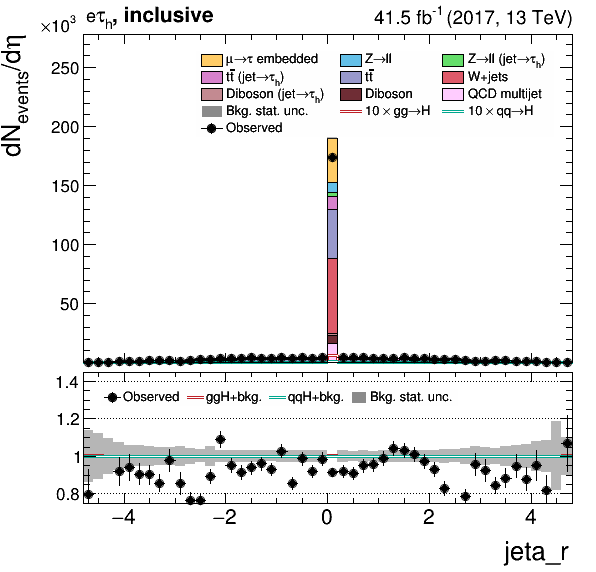 ×10³ eτh, inclusive 41.5 fb⁻¹ (2017, 13 TeV)
dNevents/dη
250
200
150
100
50
μ→τ embedded Z→ll Z→ll (jet→τh)
tt̄ (jet→τh) tt̄ W+jets
Diboson (jet→τh) Diboson QCD multijet
Bkg. stat. unc. 10 × gg→H 10 × qq→H
Observed
1.4
1.2
1
0.8
Observed ggH+bkg. qqH+bkg. Bkg. stat. unc.
−4 −2 0 2 4
jeta_r